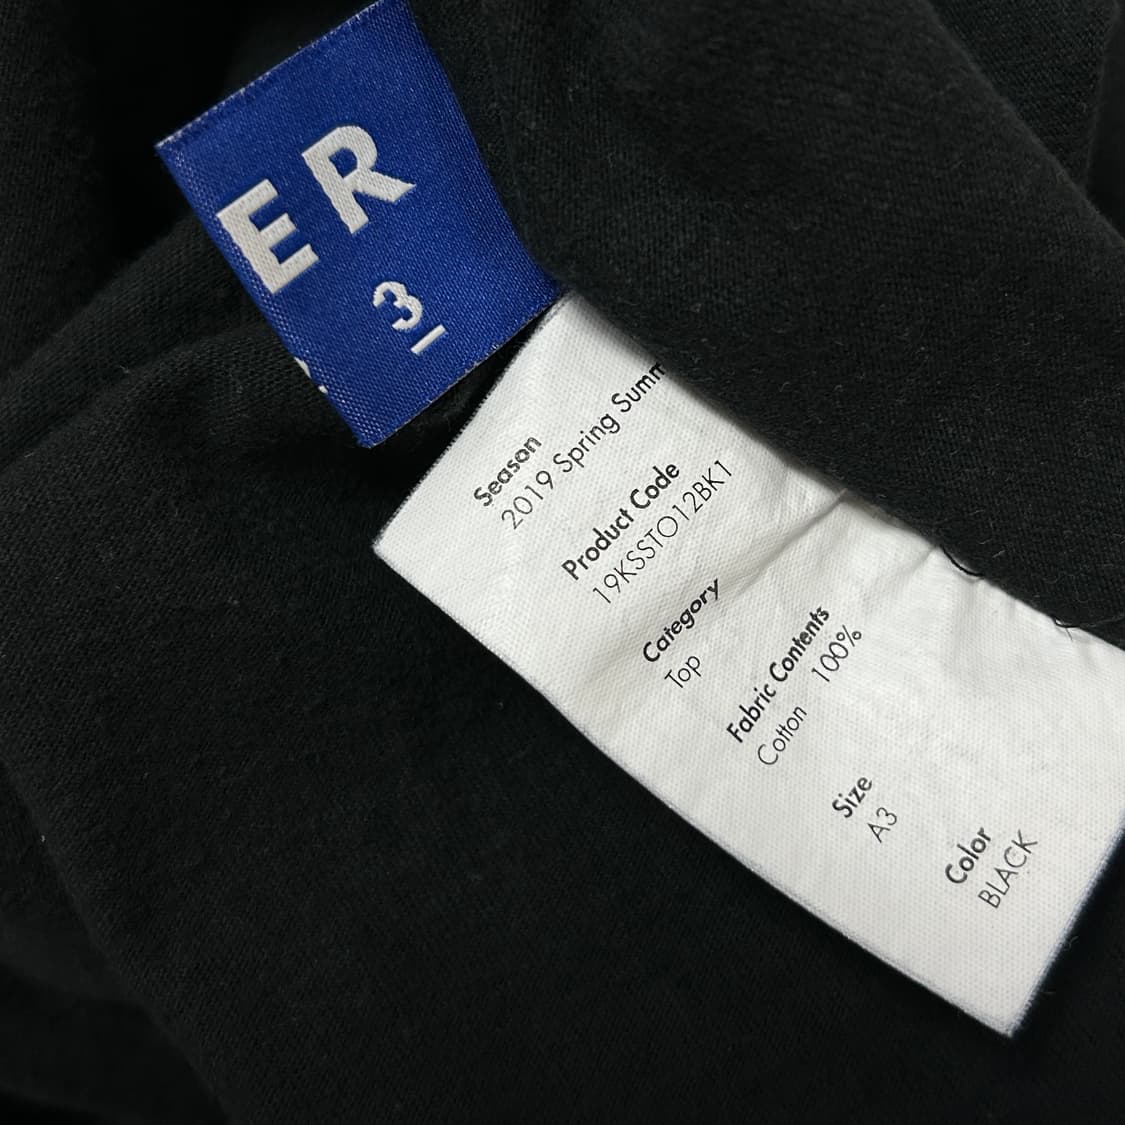 ER
3
Season
2019 Spring Summ
Product Code
19KSSTO12BK1
Category
Top
Fabric Contents
Cotton 100%
Size
A3
Color
BLACK